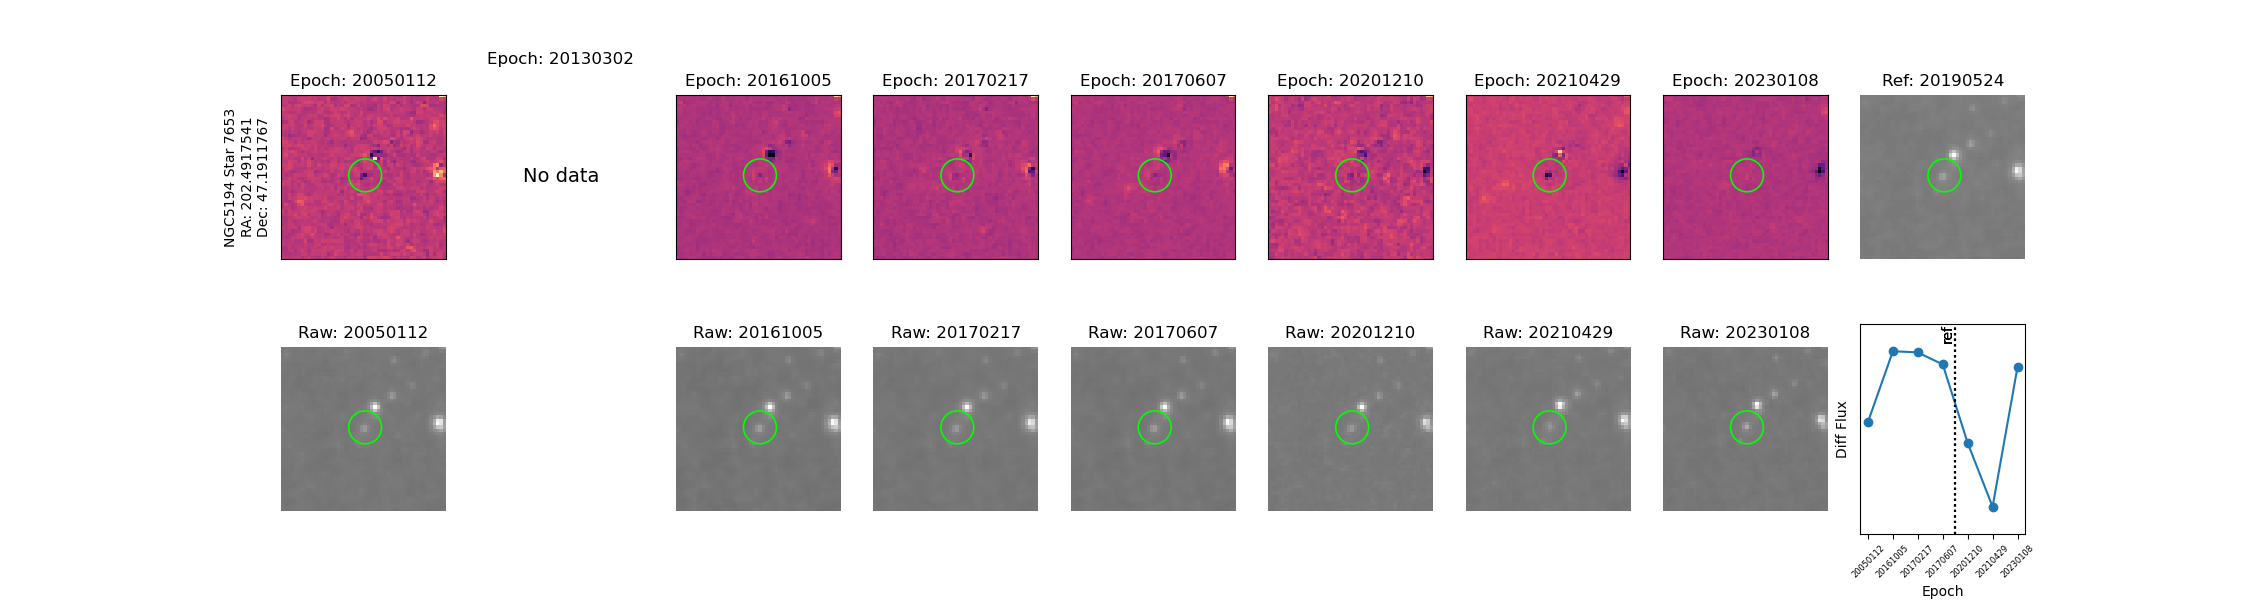 Epoch: 20050112
Epoch: 20130302
Epoch: 20161005
Epoch: 20170217
Epoch: 20170607
Epoch: 20201210
Epoch: 20210429
Epoch: 20230108
Ref: 20190524
NGC5194 Star 7653
RA: 202.4917541
Dec: 47.1911767
No data
Raw: 20050112
Raw: 20161005
Raw: 20170217
Raw: 20170607
Raw: 20201210
Raw: 20210429
Raw: 20230108
ref
Diff Flux
20050112
20161005
20170217
20170607
20201210
20210429
20230108
Epoch